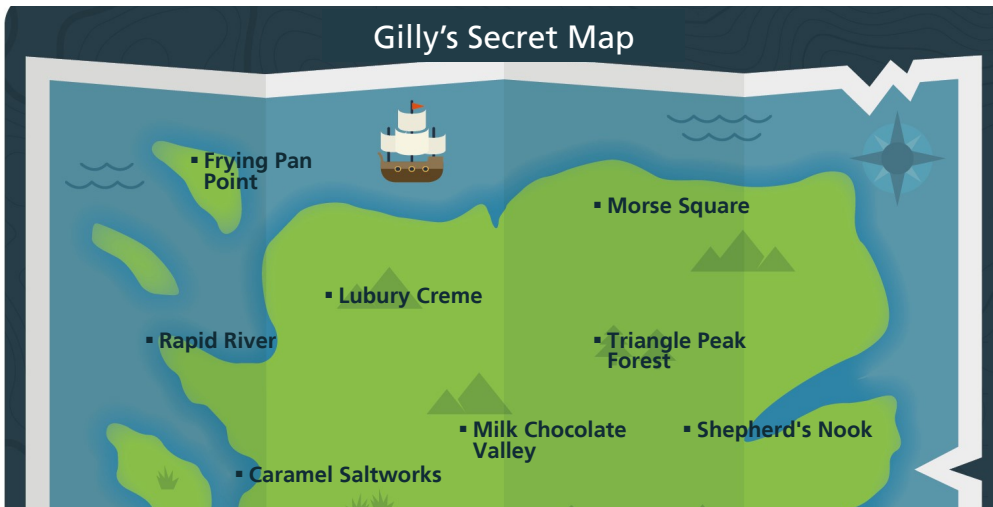 Gilly's Secret Map
Frying Pan
Point
Morse Square
Lubury Creme
Rapid River
Triangle Peak
Forest
Milk Chocolate
Valley
Shepherd's Nook
Caramel Saltworks